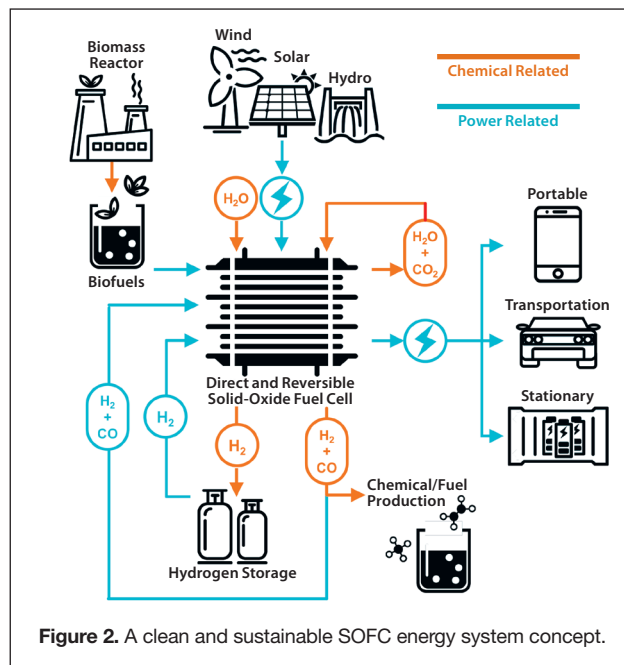 Biomass
Reactor
Wind
Solar
Hydro
Chemical Related
Power Related
H₂O
Biofuels
H₂O
+
CO₂
Portable
Transportation
Stationary
Direct and Reversible
Solid-Oxide Fuel Cell
H₂
+
CO
H₂
H₂
H₂
+
CO
Chemical/Fuel
Production
Hydrogen Storage
Figure 2. A clean and sustainable SOFC energy system concept.